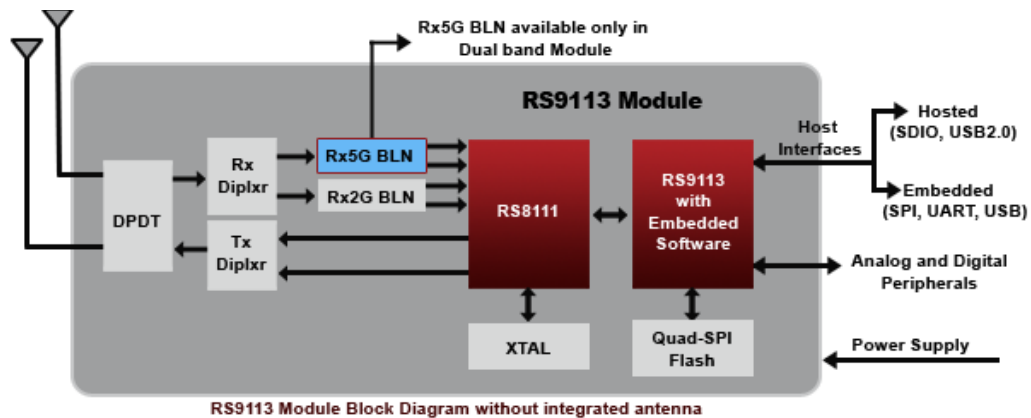 Rx5G BLN available only in
Dual band Module
RS9113 Module
Host
Interfaces
Hosted
(SDIO, USB2.0)
Embedded
(SPI, UART, USB)
DPDT
Rx
Diplxr
Tx
Diplxr
Rx5G BLN
Rx2G BLN
RS8111
RS9113
with
Embedded
Software
Analog and Digital
Peripherals
XTAL
Quad-SPI
Flash
Power Supply
RS9113 Module Block Diagram without integrated antenna